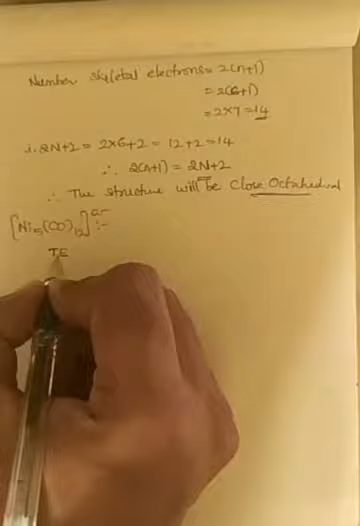 Number skeletal electrons = 2(n+1)
= 2(6+1)
= 2×7 = 14
i. 2N+2 = 2×6+2 = 12+2 = 14
∴ 2(n+1) = 2N+2
∴ The structure will be Close Octahedral
[Ni5(CO)12]2- :-
TE